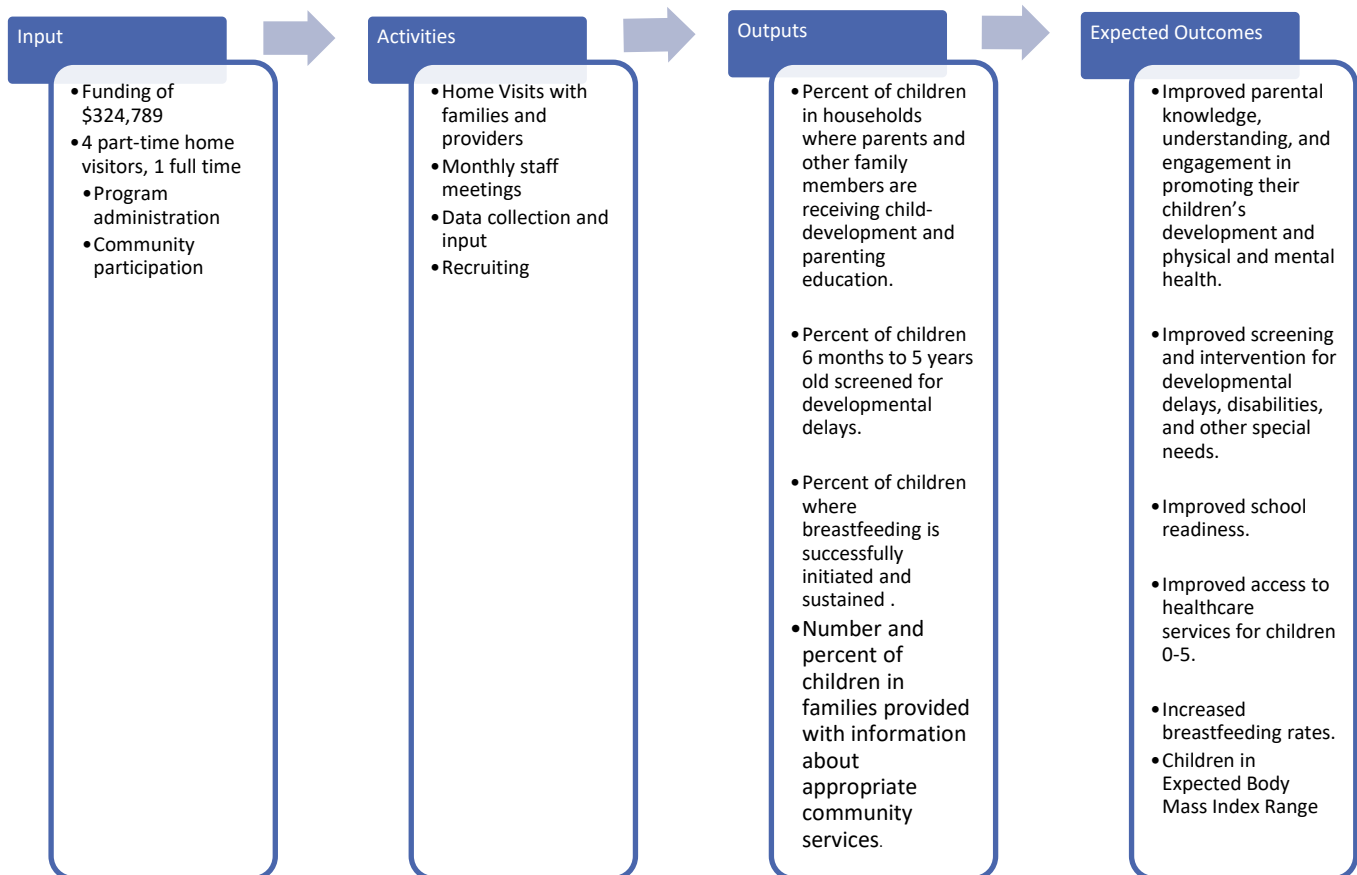 Input
•Funding of
$324,789
•4 part-time home
visitors, 1 full time
•Program
administration
•Community
participation
Activities
•Home Visits with
families and
providers
•Monthly staff
meetings
•Data collection and
input
•Recruiting
Outputs
•Percent of children
in households
where parents and
other family
members are
receiving child-
development and
parenting
education.
•Percent of children
6 months to 5 years
old screened for
developmental
delays.
•Percent of children
where
breastfeeding is
successfully
initiated and
sustained .
•Number and
percent of
children in
families provided
with information
about
appropriate
community
services.
Expected Outcomes
•Improved parental
knowledge,
understanding, and
engagement in
promoting their
children’s
development and
physical and mental
health.
•Improved screening
and intervention for
developmental
delays, disabilities,
and other special
needs.
•Improved school
readiness.
•Improved access to
healthcare
services for children
0-5.
•Increased
breastfeeding rates.
•Children in
Expected Body
Mass Index Range